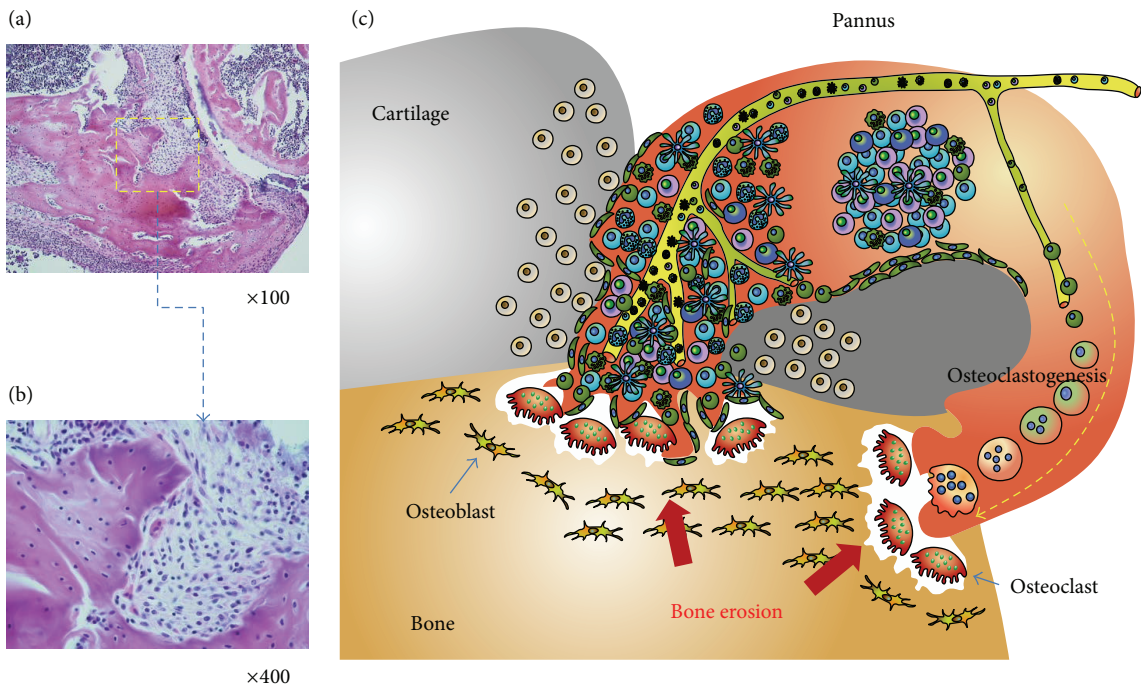 (a)
×100
(b)
×400
(c)
Pannus
Cartilage
Osteoclastogenesis
Osteoblast
Osteoclast
Bone erosion
Bone